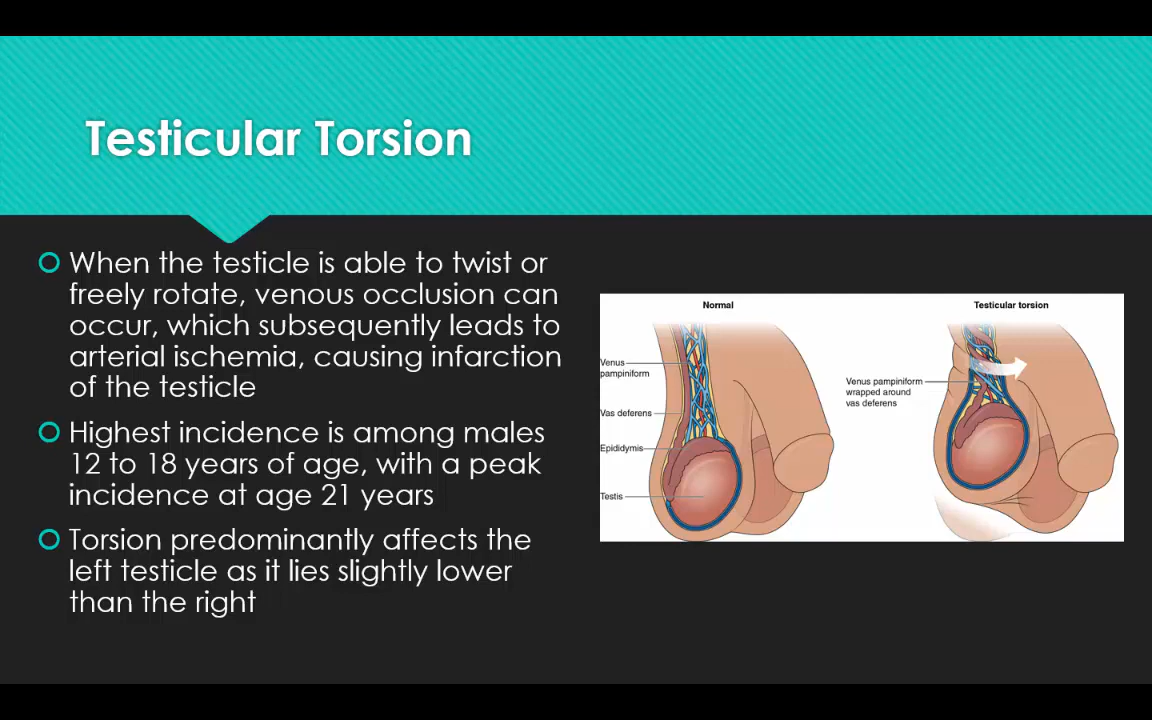 Testicular Torsion
When the testicle is able to twist or
freely rotate, venous occlusion can
occur, which subsequently leads to
arterial ischemia, causing infarction
of the testicle
Highest incidence is among males
12 to 18 years of age, with a peak
incidence at age 21 years
Torsion predominantly affects the
left testicle as it lies slightly lower
than the right
Normal
Venus
pampiniform
Vas deferens
Epididymis
Testis
Testicular torsion
Venus pampiniform
wrapped around
vas deferens